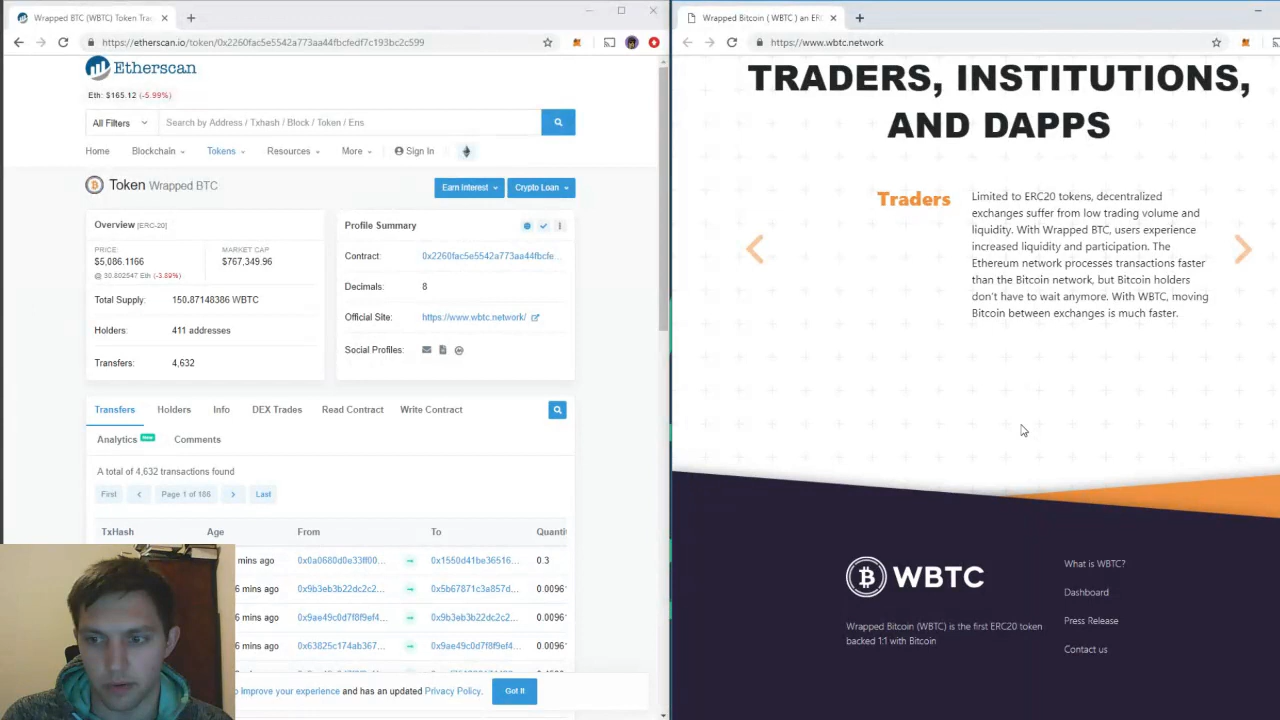 Wrapped BTC (WBTC) Token Trac
https://etherscan.io/token/0x2260fac5e5542a773aa44fbcfedf7c193bc2c599
Etherscan
Eth: $165.12 (-5.99%)
All Filters
Search by Address / Txhash / Block / Token / Ens
Home
Blockchain
Tokens
Resources
More
Sign In
Token Wrapped BTC
Earn Interest
Crypto Loan
Overview [ERC-20]
PRICE:
MARKET CAP
$5,086.1166
$767,349.96
@ 30.802547 Eth (-3.89%)
Total Supply:
150.87148386 WBTC
Holders:
411 addresses
Transfers:
4,632
Profile Summary
Contract:
0x2260fac5e5542a773aa44fbcfe...
Decimals:
8
Official Site:
https://www.wbtc.network/
Social Profiles:
Transfers
Holders
Info
DEX Trades
Read Contract
Write Contract
Analytics New
Comments
A total of 4,632 transactions found
First
Page 1 of 186
Last
TxHash
Age
From
To
Quanti
mins ago
0x0a0680d0e33ff00...
0x1550d41be36516...
0.3
6 mins ago
0x9b3eb3b22dc2c2...
0x5b67871c3a857d...
0.0096
6 mins ago
0x9ae49c0d7f8f9ef4...
0x9b3eb3b22dc2c2...
0.0096
6 mins ago
0x63825c174ab367...
0x9ae49c0d7f8f9ef4...
0.0096
to improve your experience and has an updated Privacy Policy.
Got It
Wrapped Bitcoin ( WBTC ) an ER
https://www.wbtc.network
TRADERS, INSTITUTIONS,
AND DAPPS
Traders
Limited to ERC20 tokens, decentralized
exchanges suffer from low trading volume and
liquidity. With Wrapped BTC, users experience
increased liquidity and participation. The
Ethereum network processes transactions faster
than the Bitcoin network, but Bitcoin holders
don't have to wait anymore. With WBTC, moving
Bitcoin between exchanges is much faster.
WBTC
Wrapped Bitcoin (WBTC) is the first ERC20 token
backed 1:1 with Bitcoin
What is WBTC?
Dashboard
Press Release
Contact us